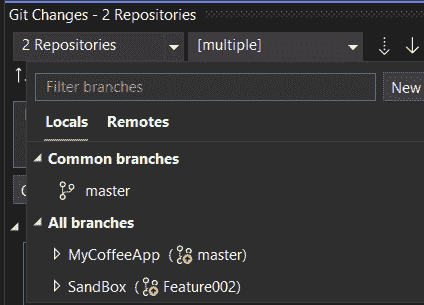 Git Changes - 2 Repositories
2 Repositories
[multiple]
Filter branches
New
Locals Remotes
Common branches
master
All branches
MyCoffeeApp ( master)
SandBox ( Feature002)